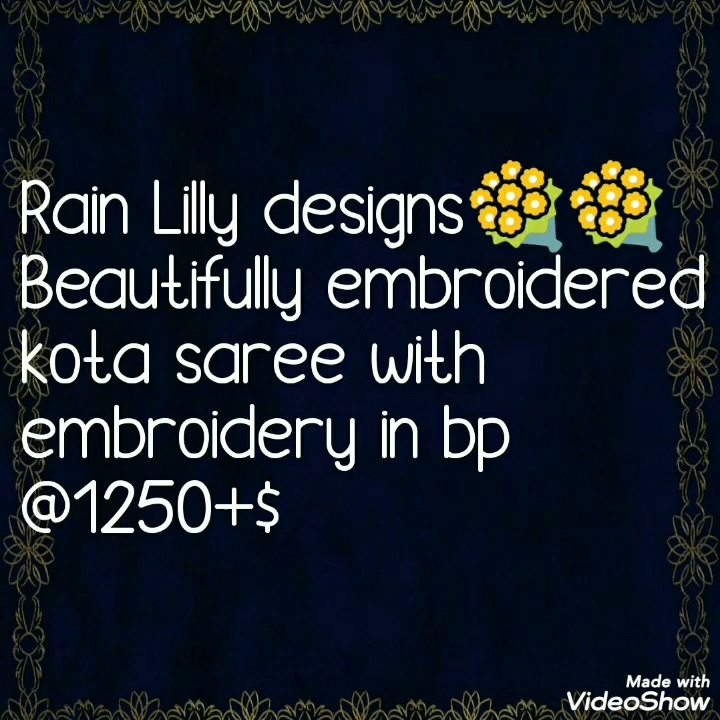 Rain Lilly designs💐💐
Beautifully embroidered
kota saree with
embroidery in bp
@1250+$
Made with
VideoShow